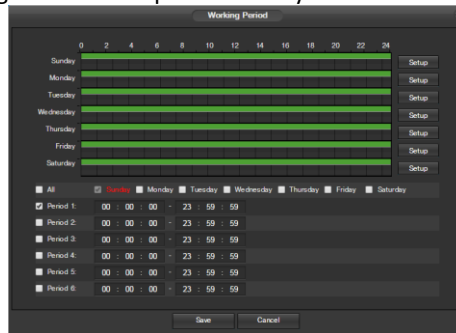 Working Period
0 2 4 6 8 10 12 14 16 18 20 22 24
Sunday Setup
Monday Setup
Tuesday Setup
Wednesday Setup
Thursday Setup
Friday Setup
Saturday Setup
All Sunday Monday Tuesday Wednesday Thursday Friday Saturday
Period 1: 00 : 00 : 00 - 23 : 59 : 59
Period 2: 00 : 00 : 00 - 23 : 59 : 59
Period 3: 00 : 00 : 00 - 23 : 59 : 59
Period 4: 00 : 00 : 00 - 23 : 59 : 59
Period 5: 00 : 00 : 00 - 23 : 59 : 59
Period 6: 00 : 00 : 00 - 23 : 59 : 59
Save Cancel